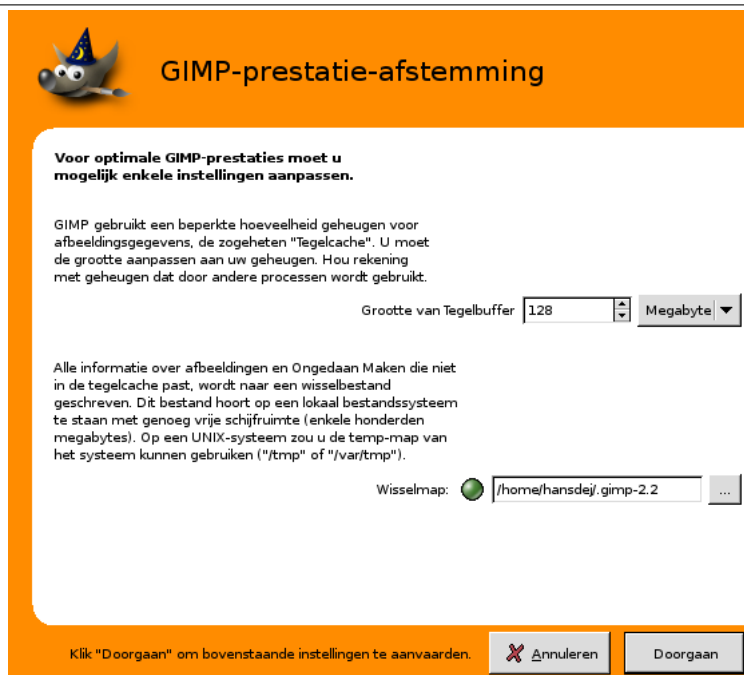 GIMP-prestatie-afstemming
Voor optimale GIMP-prestaties moet u
mogelijk enkele instellingen aanpassen.
GIMP gebruikt een beperkte hoeveelheid geheugen voor
afbeeldingsgegevens, de zogeheten "Tegelcache". U moet
de grootte aanpassen aan uw geheugen. Hou rekening
met geheugen dat door andere processen wordt gebruikt.
Grootte van Tegelbuffer 128 Megabyte
Alle informatie over afbeeldingen en Ongedaan Maken die niet
in de tegelcache past, wordt naar een wisselbestand
geschreven. Dit bestand hoort op een lokaal bestandssysteem
te staan met genoeg vrije schijfruimte (enkele honderden
megabytes). Op een UNIX-systeem zou u de temp-map van
het systeem kunnen gebruiken ("/tmp" of "/var/tmp").
Wisselmap: /home/hansdej/.gimp-2.2 ...
Klik "Doorgaan" om bovenstaande instellingen te aanvaarden. Annuleren Doorgaan